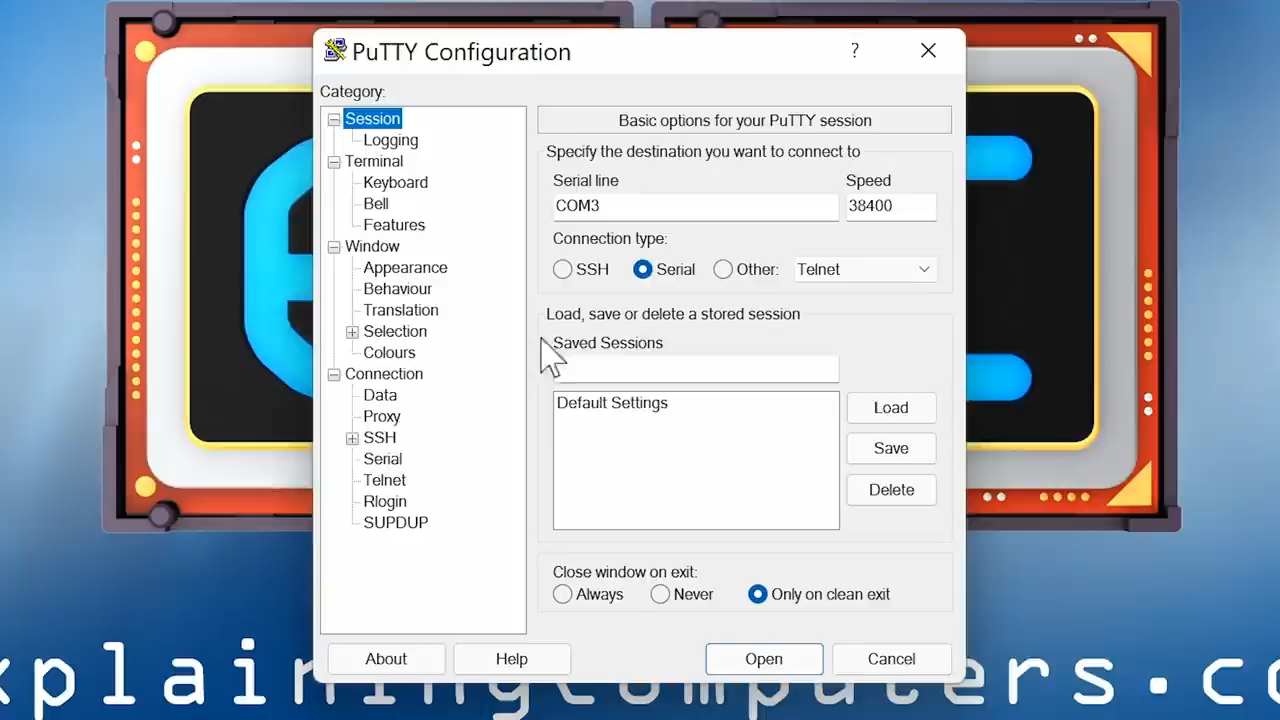 PuTTY Configuration
?
Category:
Session
Logging
Terminal
Keyboard
Bell
Features
Window
Appearance
Behaviour
Translation
Selection
Colours
Connection
Data
Proxy
SSH
Serial
Telnet
Rlogin
SUPDUP
Basic options for your PuTTY session
Specify the destination you want to connect to
Serial line Speed
COM3 38400
Connection type:
SSH Serial Other: Telnet
Load, save or delete a stored session
Saved Sessions
Default Settings
Load
Save
Delete
Close window on exit:
Always Never Only on clean exit
About Help Open Cancel
xplainingComputers.co